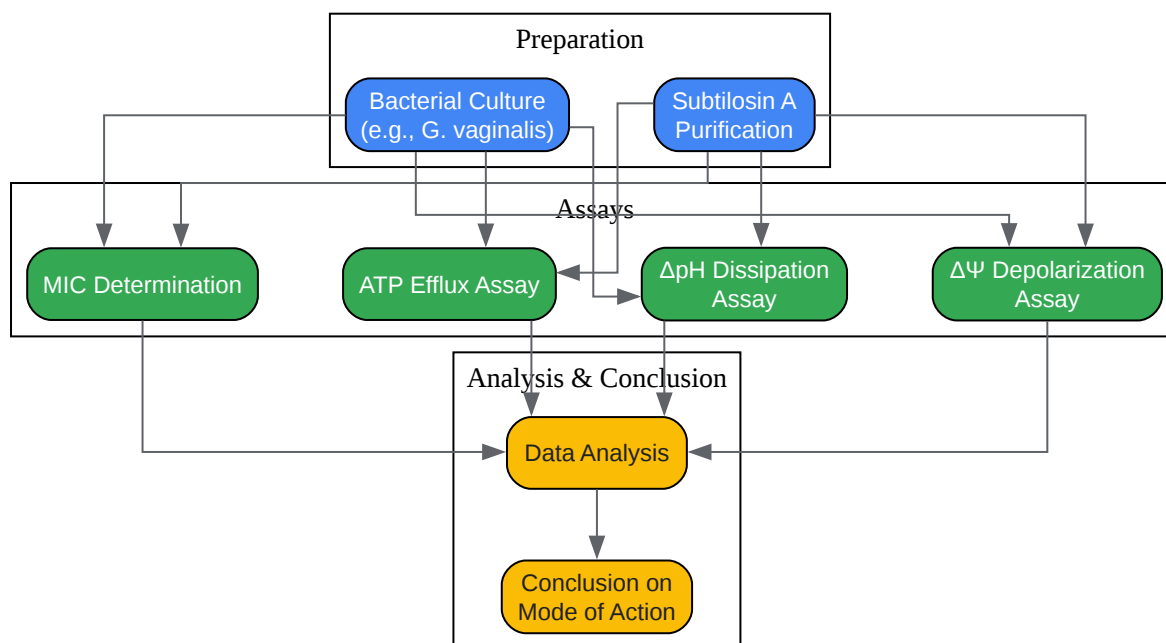 Preparation
Bacterial Culture
(e.g., G. vaginalis)
Subtilosin A
Purification
Assays
MIC Determination
ATP Efflux Assay
ΔpH Dissipation
Assay
ΔΨ Depolarization
Assay
Analysis & Conclusion
Data Analysis
Conclusion on
Mode of Action